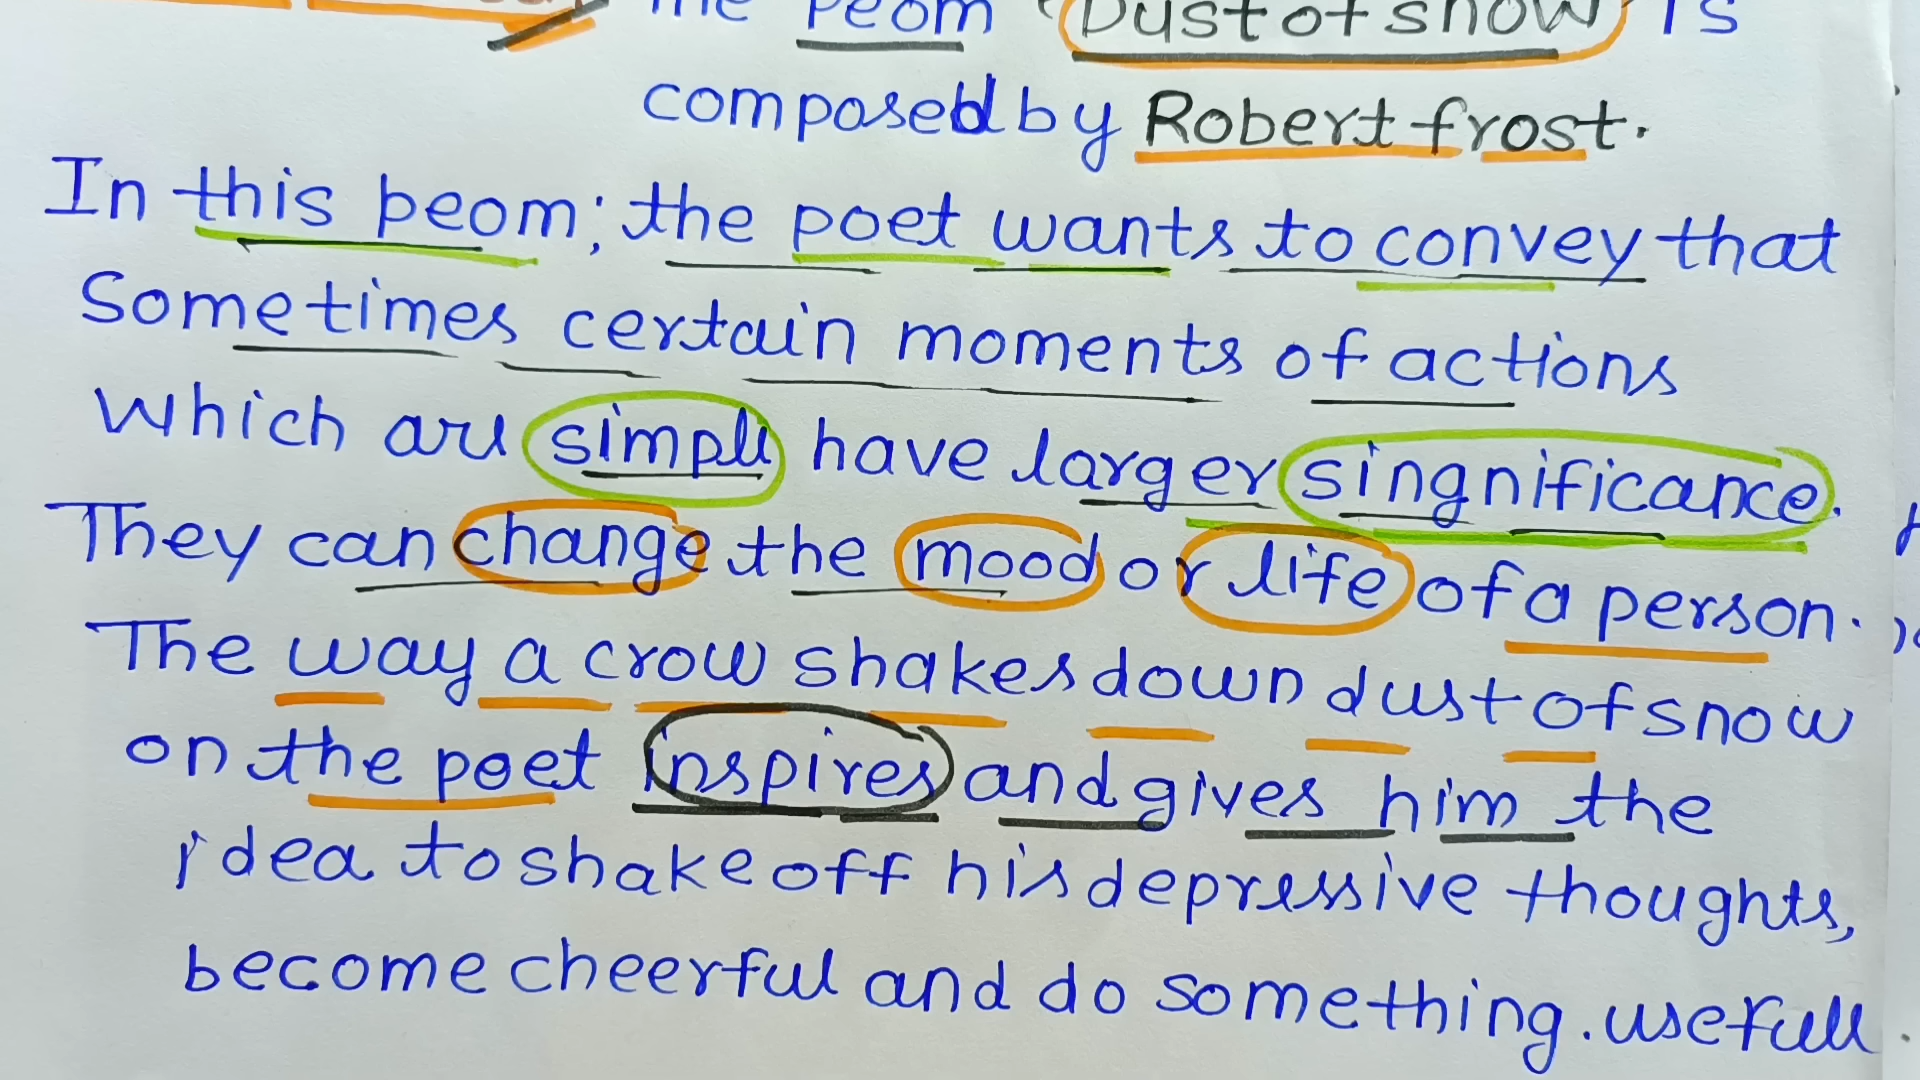 The Peom "Dust of snow" is
composed by Robert frost.
In this beom; the poet wants to convey that
Sometimes certain moments of actions
which are simple have larger singnificance.
They can change the mood or life of a person.
The way a crow shakes down dust of snow
on the poet inspires and gives him the
idea to shake off his depressive thoughts,
become cheerful and do something. usefull.